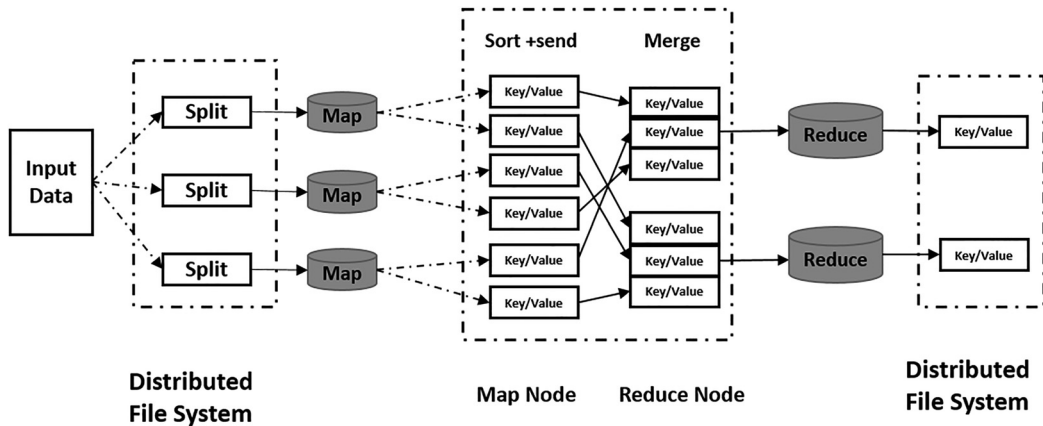 Sort +send
Merge
Input
Data
Split
Split
Split
Map
Map
Map
Key/Value
Key/Value
Key/Value
Key/Value
Key/Value
Key/Value
Key/Value
Key/Value
Key/Value
Key/Value
Key/Value
Key/Value
Reduce
Reduce
Key/Value
Key/Value
Distributed
File System
Map Node
Reduce Node
Distributed
File System